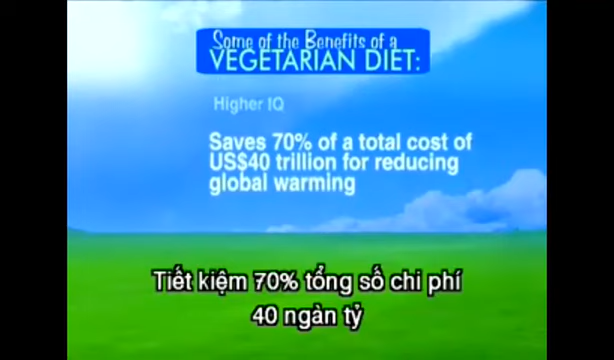 Some of the Benefits of a
VEGETARIAN DIET:
Higher IQ
Saves 70% of a total cost of
US$40 trillion for reducing
global warming
Tiết kiệm 70% tổng số chi phí
40 ngàn tỷ